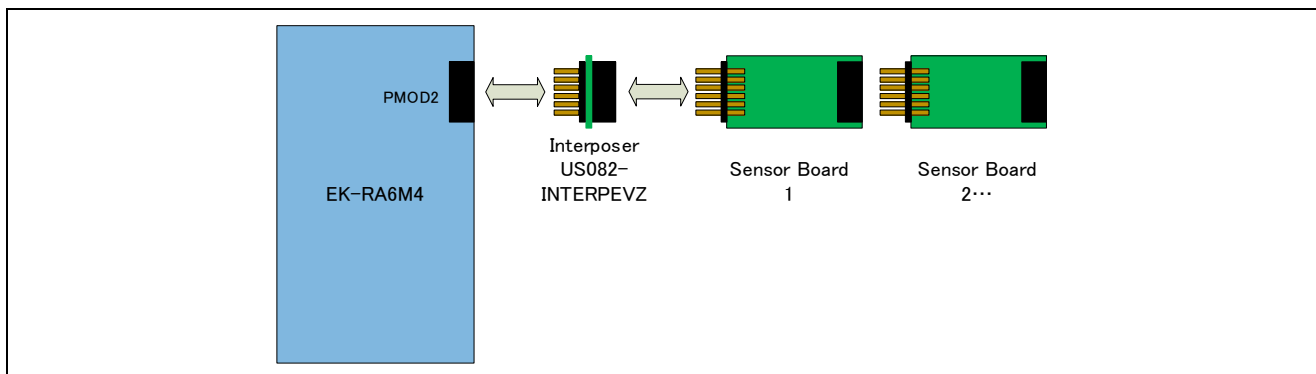 PMOD2
EK-RA6M4
Interposer
US082-
INTERPEVZ
Sensor Board
1
Sensor Board
2…